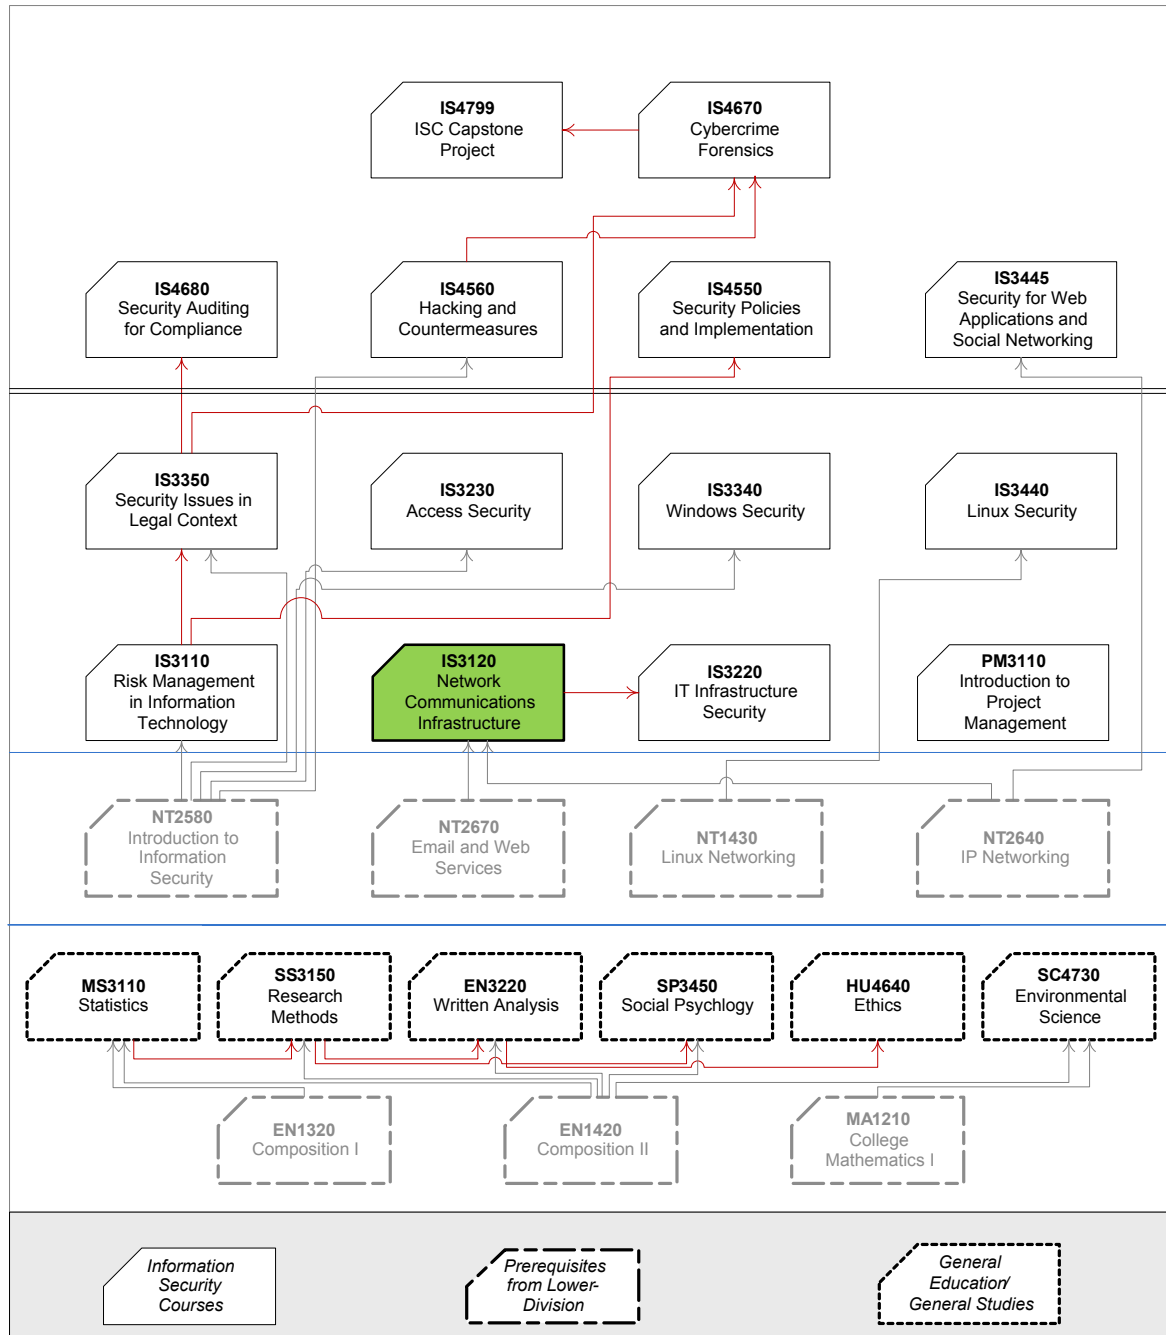 IS4799
ISC Capstone
Project
IS4670
Cybercrime
Forensics
IS4680
Security Auditing
for Compliance
IS4560
Hacking and
Countermeasures
IS4550
Security Policies
and Implementation
IS3445
Security for Web
Applications and
Social Networking
IS3350
Security Issues in
Legal Context
IS3230
Access Security
IS3340
Windows Security
IS3440
Linux Security
IS3110
Risk Management
in Information
Technology
IS3120
Network
Communications
Infrastructure
IS3220
IT Infrastructure
Security
PM3110
Introduction to
Project
Management
NT2580
Introduction to
Information
Security
NT2670
Email and Web
Services
NT1430
Linux Networking
NT2640
IP Networking
MS3110
Statistics
SS3150
Research
Methods
EN3220
Written Analysis
SP3450
Social Psychlogy
HU4640
Ethics
SC4730
Environmental
Science
EN1320
Composition I
EN1420
Composition II
MA1210
College
Mathematics I
Information
Security
Courses
Prerequisites
from Lower-
Division
General
Education/
General Studies